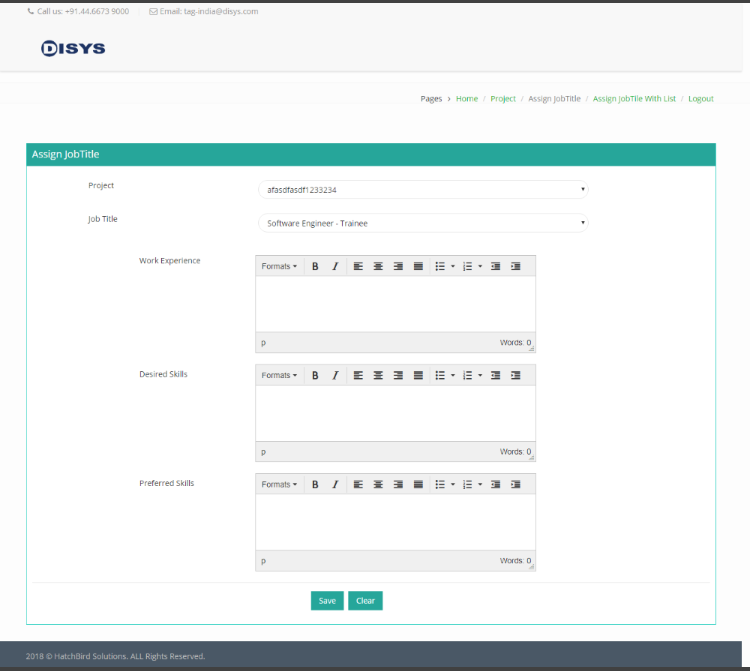 Call us: +91.44.6673 9000 Email: tag-india@disys.com
DISYS
Pages > Home / Project / Assign JobTitle / Assign JobTile With List / Logout
Assign JobTitle
Project afasdfasdf1233234
Job Title Software Engineer - Trainee
Work Experience
Formats B I
p Words: 0
Desired Skills
Formats B I
p Words: 0
Preferred Skills
Formats B I
p Words: 0
Save Clear
2018 © HatchBird Solutions. ALL Rights Reserved.